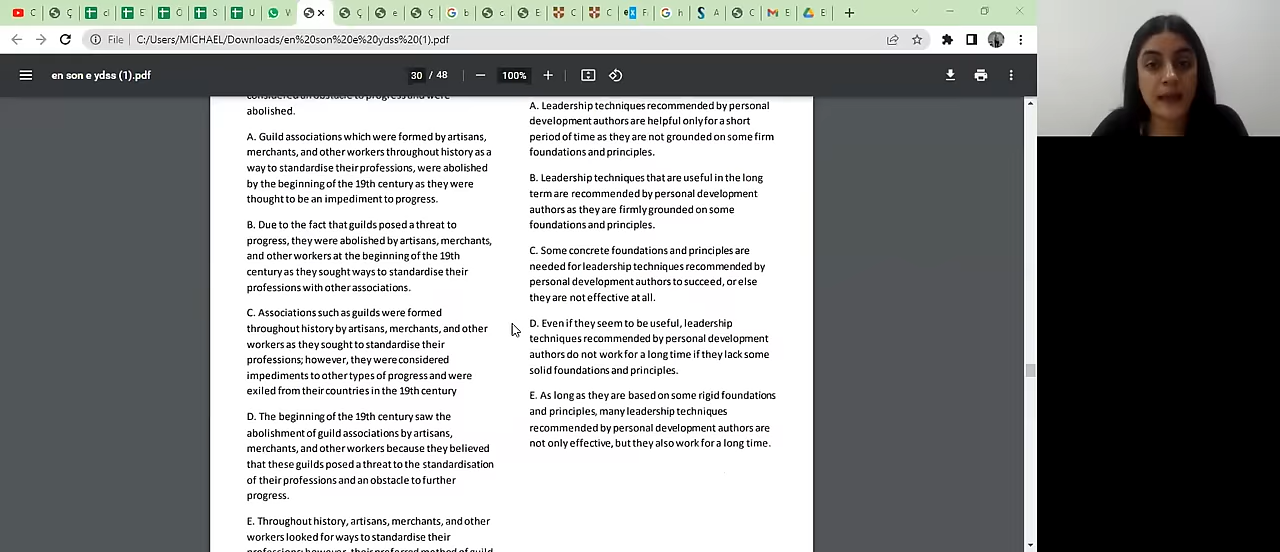 File
C:/Users/MICHAEL/Downloads/en%20son%20e%20ydss%20(1).pdf
en son e ydss (1).pdf
30 / 48
100%
abolished.
A. Guild associations which were formed by artisans,
merchants, and other workers throughout history as a
way to standardise their professions, were abolished
by the beginning of the 19th century as they were
thought to be an impediment to progress.
B. Due to the fact that guilds posed a threat to
progress, they were abolished by artisans, merchants,
and other workers at the beginning of the 19th
century as they sought ways to standardise their
professions with other associations.
C. Associations such as guilds were formed
throughout history by artisans, merchants, and other
workers as they sought to standardise their
professions; however, they were considered
impediments to other types of progress and were
exiled from their countries in the 19th century
D. The beginning of the 19th century saw the
abolishment of guild associations by artisans,
merchants, and other workers because they believed
that these guilds posed a threat to the standardisation
of their professions and an obstacle to further
progress.
E. Throughout history, artisans, merchants, and other
workers looked for ways to standardise their
professions; however, their preferred method of guild
A. Leadership techniques recommended by personal
development authors are helpful only for a short
period of time as they are not grounded on some firm
foundations and principles.
B. Leadership techniques that are useful in the long
term are recommended by personal development
authors as they are firmly grounded on some
foundations and principles.
C. Some concrete foundations and principles are
needed for leadership techniques recommended by
personal development authors to succeed, or else
they are not effective at all.
D. Even if they seem to be useful, leadership
techniques recommended by personal development
authors do not work for a long time if they lack some
solid foundations and principles.
E. As long as they are based on some rigid foundations
and principles, many leadership techniques
recommended by personal development authors are
not only effective, but they also work for a long time.